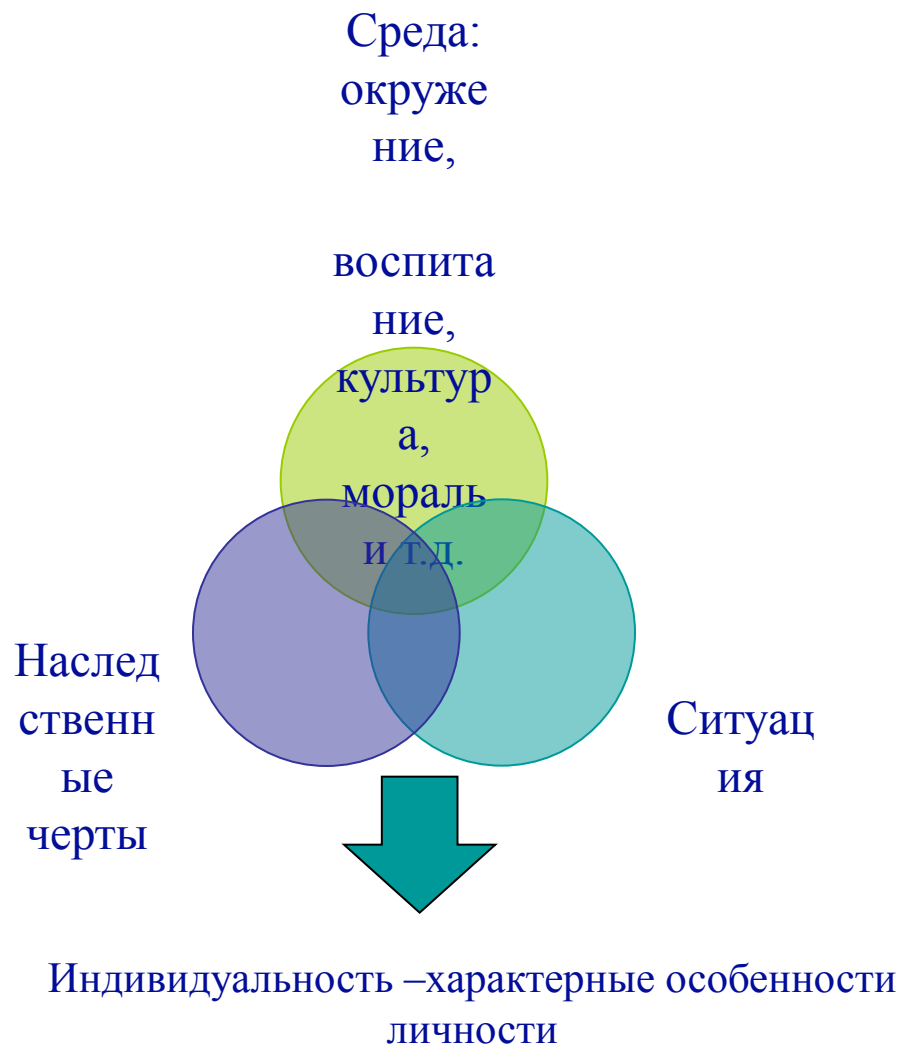 Среда:
окруже
ние,
воспита
ние,
культур
а,
мораль
и т.д.
Наслед
ственн
ые
черты
Ситуац
ия
Индивидуальность –характерные особенности
личности